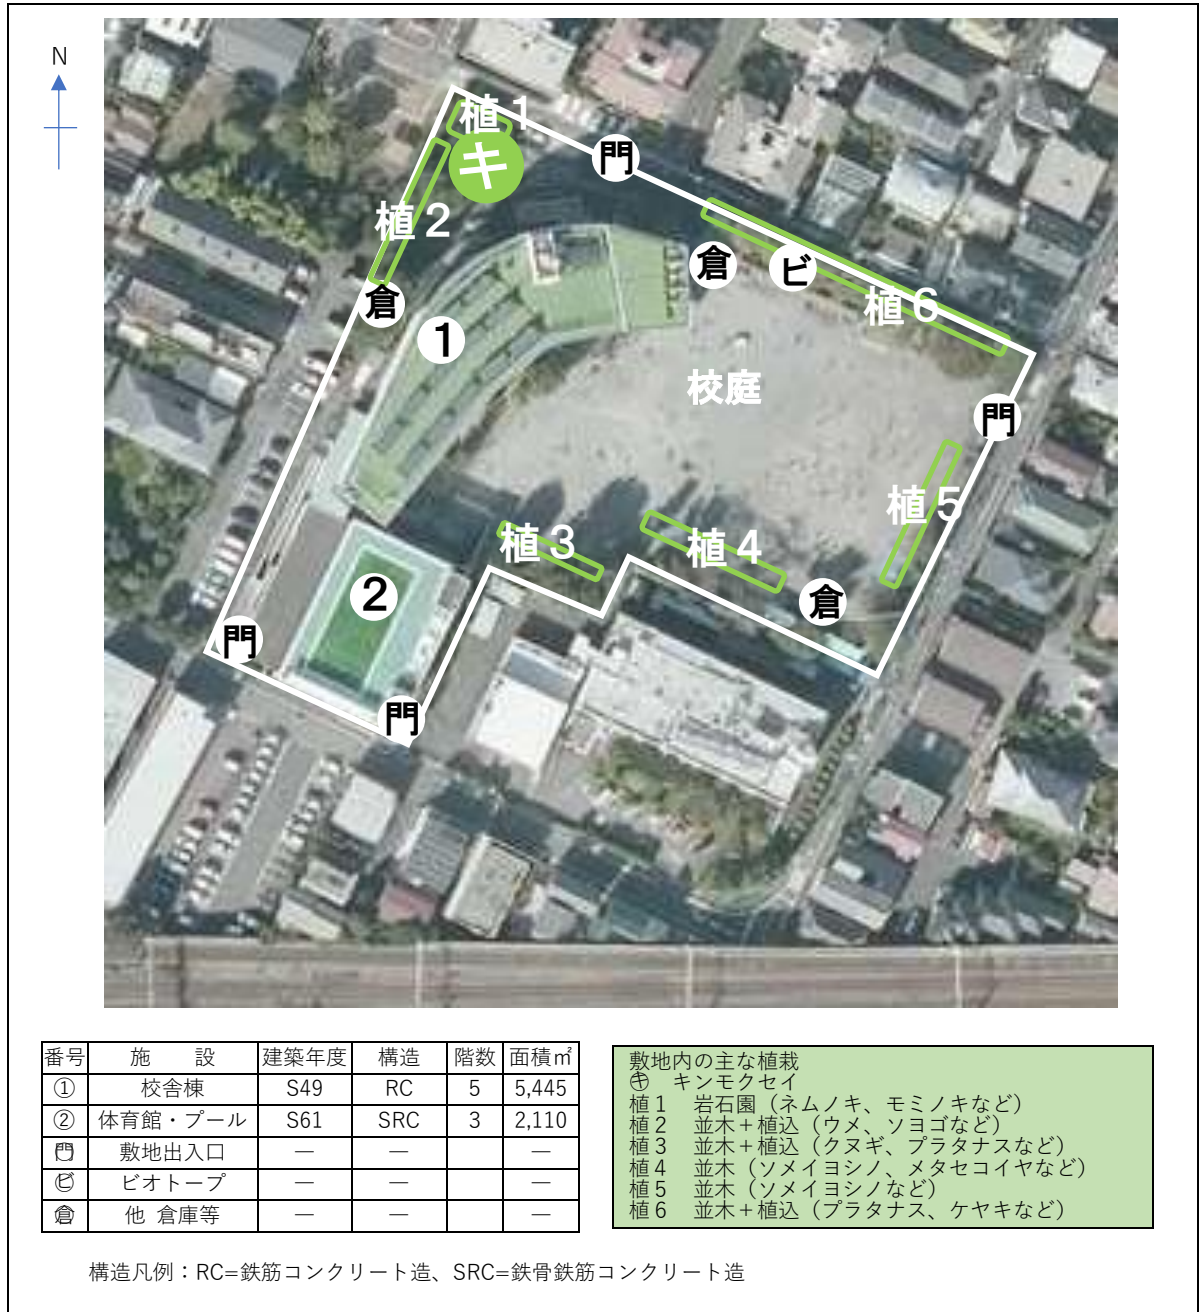 N
植1
キ
門
植2
倉
ビ
倉
植6
①
校庭
門
植5
植3
植4
②
倉
門
門
番号 施 設 建築年度 構造 階数 面積㎡
① 校舎棟 S49 RC 5 5,445
② 体育館・プール S61 SRC 3 2,110
門 敷地出入口 ― ― ―
ビ ビオトープ ― ― ―
倉 他 倉庫等 ― ― ―
敷地内の主な植栽
キ キンモクセイ
植1 岩石園（ネムノキ、モミノキなど）
植2 並木+植込（ウメ、ソヨゴなど）
植3 並木+植込（クヌギ、プラタナスなど）
植4 並木（ソメイヨシノ、メタセコイヤなど）
植5 並木（ソメイヨシノなど）
植6 並木+植込（プラタナス、ケヤキなど）
構造凡例：RC=鉄筋コンクリート造、SRC=鉄骨鉄筋コンクリート造